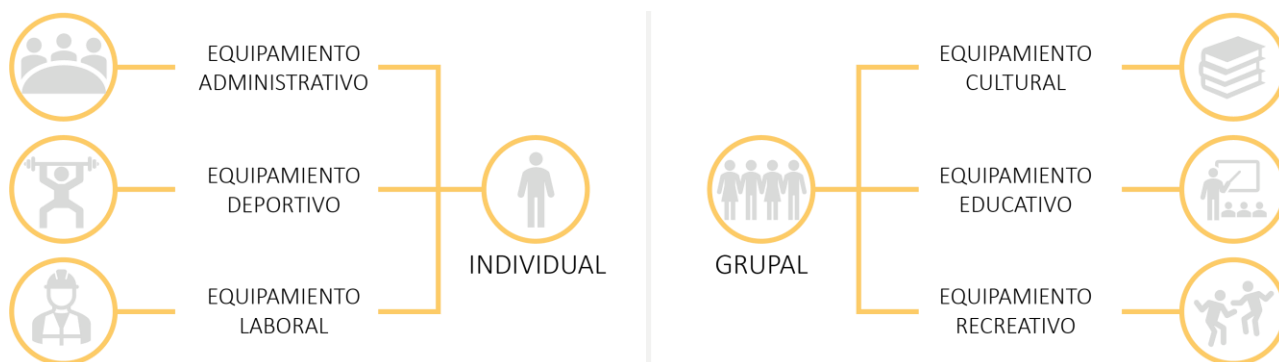 EQUIPAMIENTO
ADMINISTRATIVO
EQUIPAMIENTO
DEPORTIVO
EQUIPAMIENTO
LABORAL
INDIVIDUAL
GRUPAL
EQUIPAMIENTO
CULTURAL
EQUIPAMIENTO
EDUCATIVO
EQUIPAMIENTO
RECREATIVO